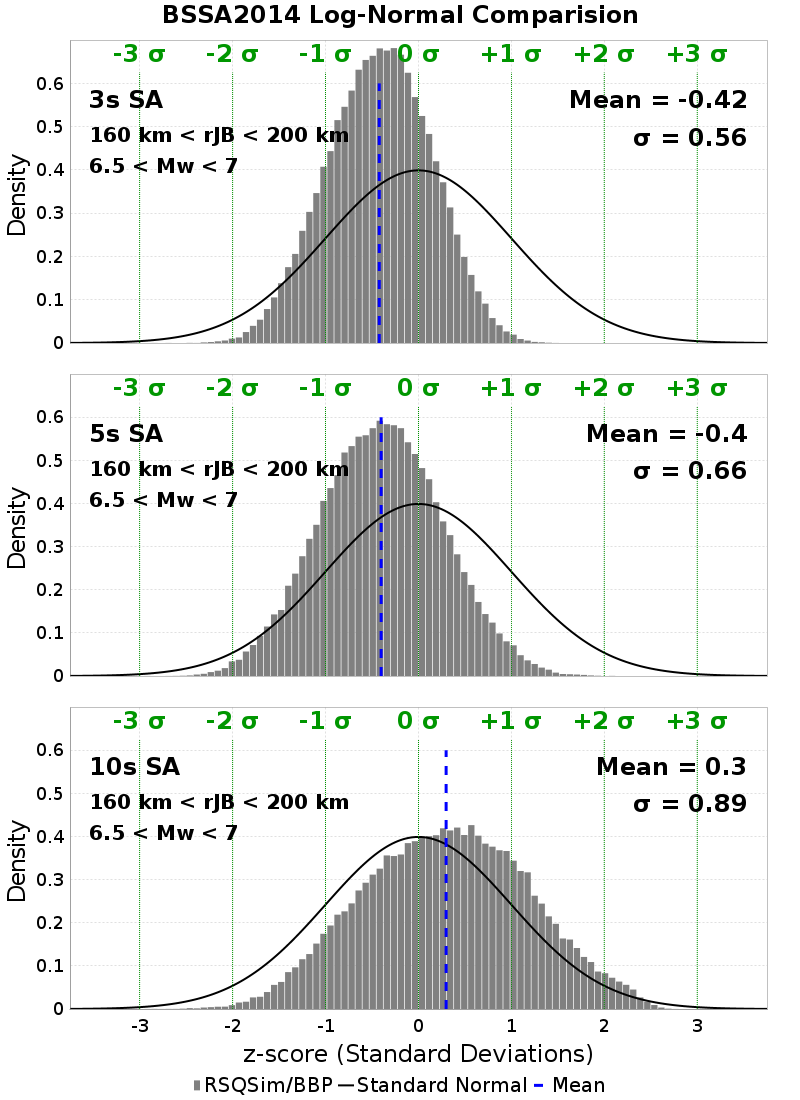 BSSA2014 Log-Normal Comparision
-3 σ -2 σ -1 σ 0 σ +1 σ +2 σ +3 σ
3s SA
Mean = -0.42
160 km < rJB < 200 km
σ = 0.56
6.5 < Mw < 7
Density
0.6
0.5
0.4
0.3
0.2
0.1
0
-3 σ -2 σ -1 σ 0 σ +1 σ +2 σ +3 σ
5s SA
Mean = -0.4
160 km < rJB < 200 km
σ = 0.66
6.5 < Mw < 7
Density
0.6
0.5
0.4
0.3
0.2
0.1
0
-3 σ -2 σ -1 σ 0 σ +1 σ +2 σ +3 σ
10s SA
Mean = 0.3
160 km < rJB < 200 km
σ = 0.89
6.5 < Mw < 7
Density
0.6
0.5
0.4
0.3
0.2
0.1
0
-3 -2 -1 0 1 2 3
z-score (Standard Deviations)
RSQSim/BBP Standard Normal Mean